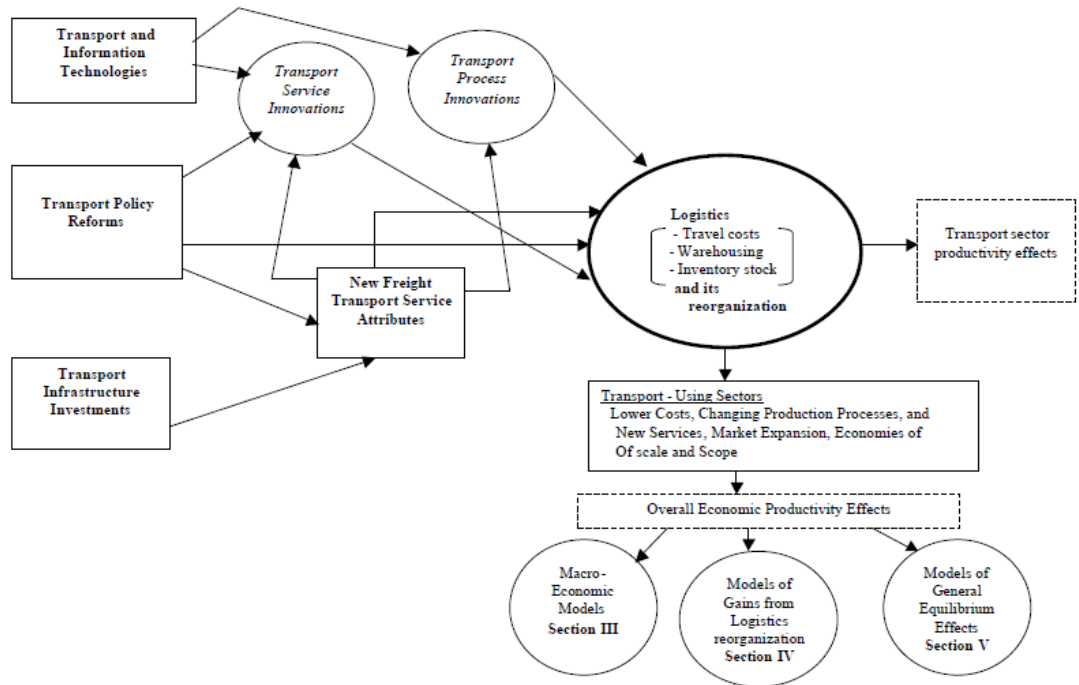 Transport and
Information
Technologies
Transport
Service
Innovations
Transport
Process
Innovations
Transport Policy
Reforms
New Freight
Transport Service
Attributes
Transport
Infrastructure
Investments
Logistics
- Travel costs
- Warehousing
- Inventory stock
and its
reorganization
Transport sector
productivity effects
Transport - Using Sectors
Lower Costs, Changing Production Processes, and
New Services, Market Expansion, Economies of
Of scale and Scope
Overall Economic Productivity Effects
Macro-
Economic
Models
Section III
Models of
Gains from
Logistics
reorganization
Section IV
Models of
General
Equilibrium
Effects
Section V